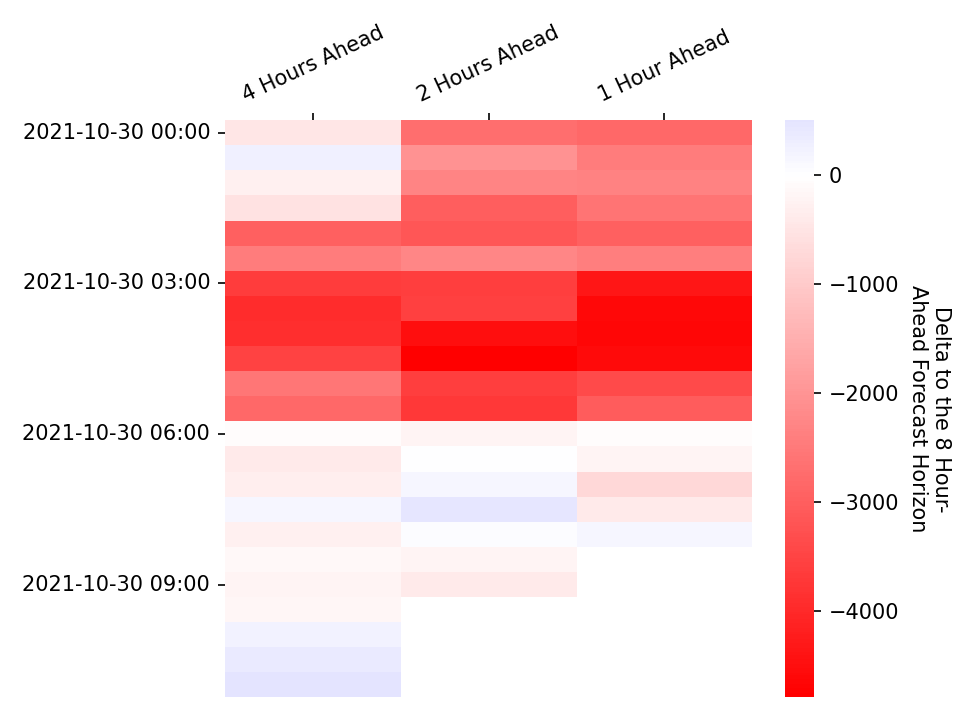 4 Hours Ahead
2 Hours Ahead
1 Hour Ahead
2021-10-30 00:00
2021-10-30 03:00
2021-10-30 06:00
2021-10-30 09:00
0
−1000
−2000
−3000
−4000
Delta to the 8 Hour-
Ahead Forecast Horizon